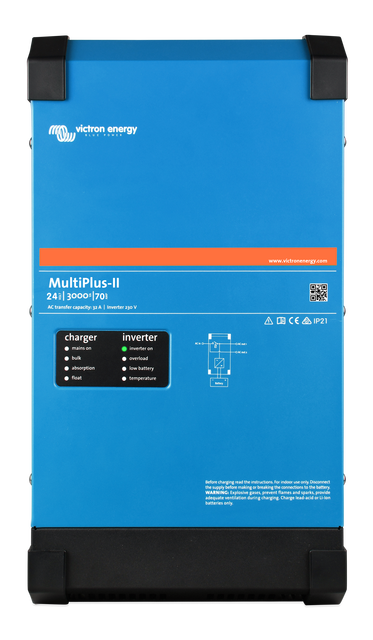 victron energy
BLUE POWER
www.victronenergy.com
MultiPlus-II
24 | 3000 | 70
AC transfer capacity: 32 A | Inverter 230 V
IP21
charger inverter
mains on inverter on
bulk overload
absorption low battery
float temperature
Battery
Before charging read the instructions. For indoor use only. Disconnect
the supply before making or breaking the connections to the battery.
WARNING: Explosive gases, prevent flames and sparks, provide
adequate ventilation during charging. Charge lead-acid or Li-ion
batteries only.